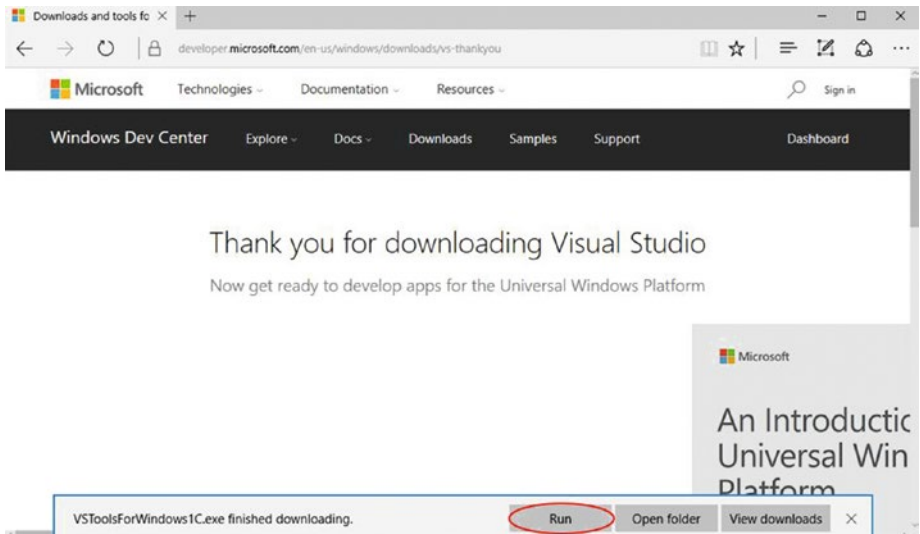 Downloads and tools fo
developer.microsoft.com/en-us/windows/downloads/vs-thankyou
Microsoft Technologies Documentation Resources Sign in
Windows Dev Center Explore Docs Downloads Samples Support Dashboard
Thank you for downloading Visual Studio
Now get ready to develop apps for the Universal Windows Platform
Microsoft
An Introductic
Universal Win
Platform
VSToolsForWindows1C.exe finished downloading. Run Open folder View downloads